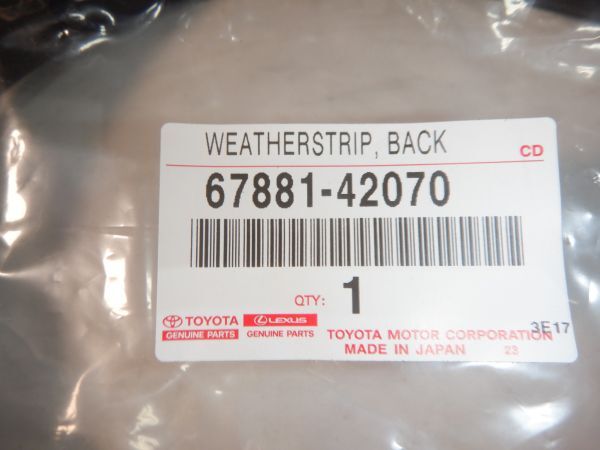 WEATHERSTRIP, BACK
CD
67881-42070
QTY: 1
TOYOTA LEXUS
GENUINE PARTS GENUINE PARTS
TOYOTA MOTOR CORPORATION 3E17
MADE IN JAPAN 23